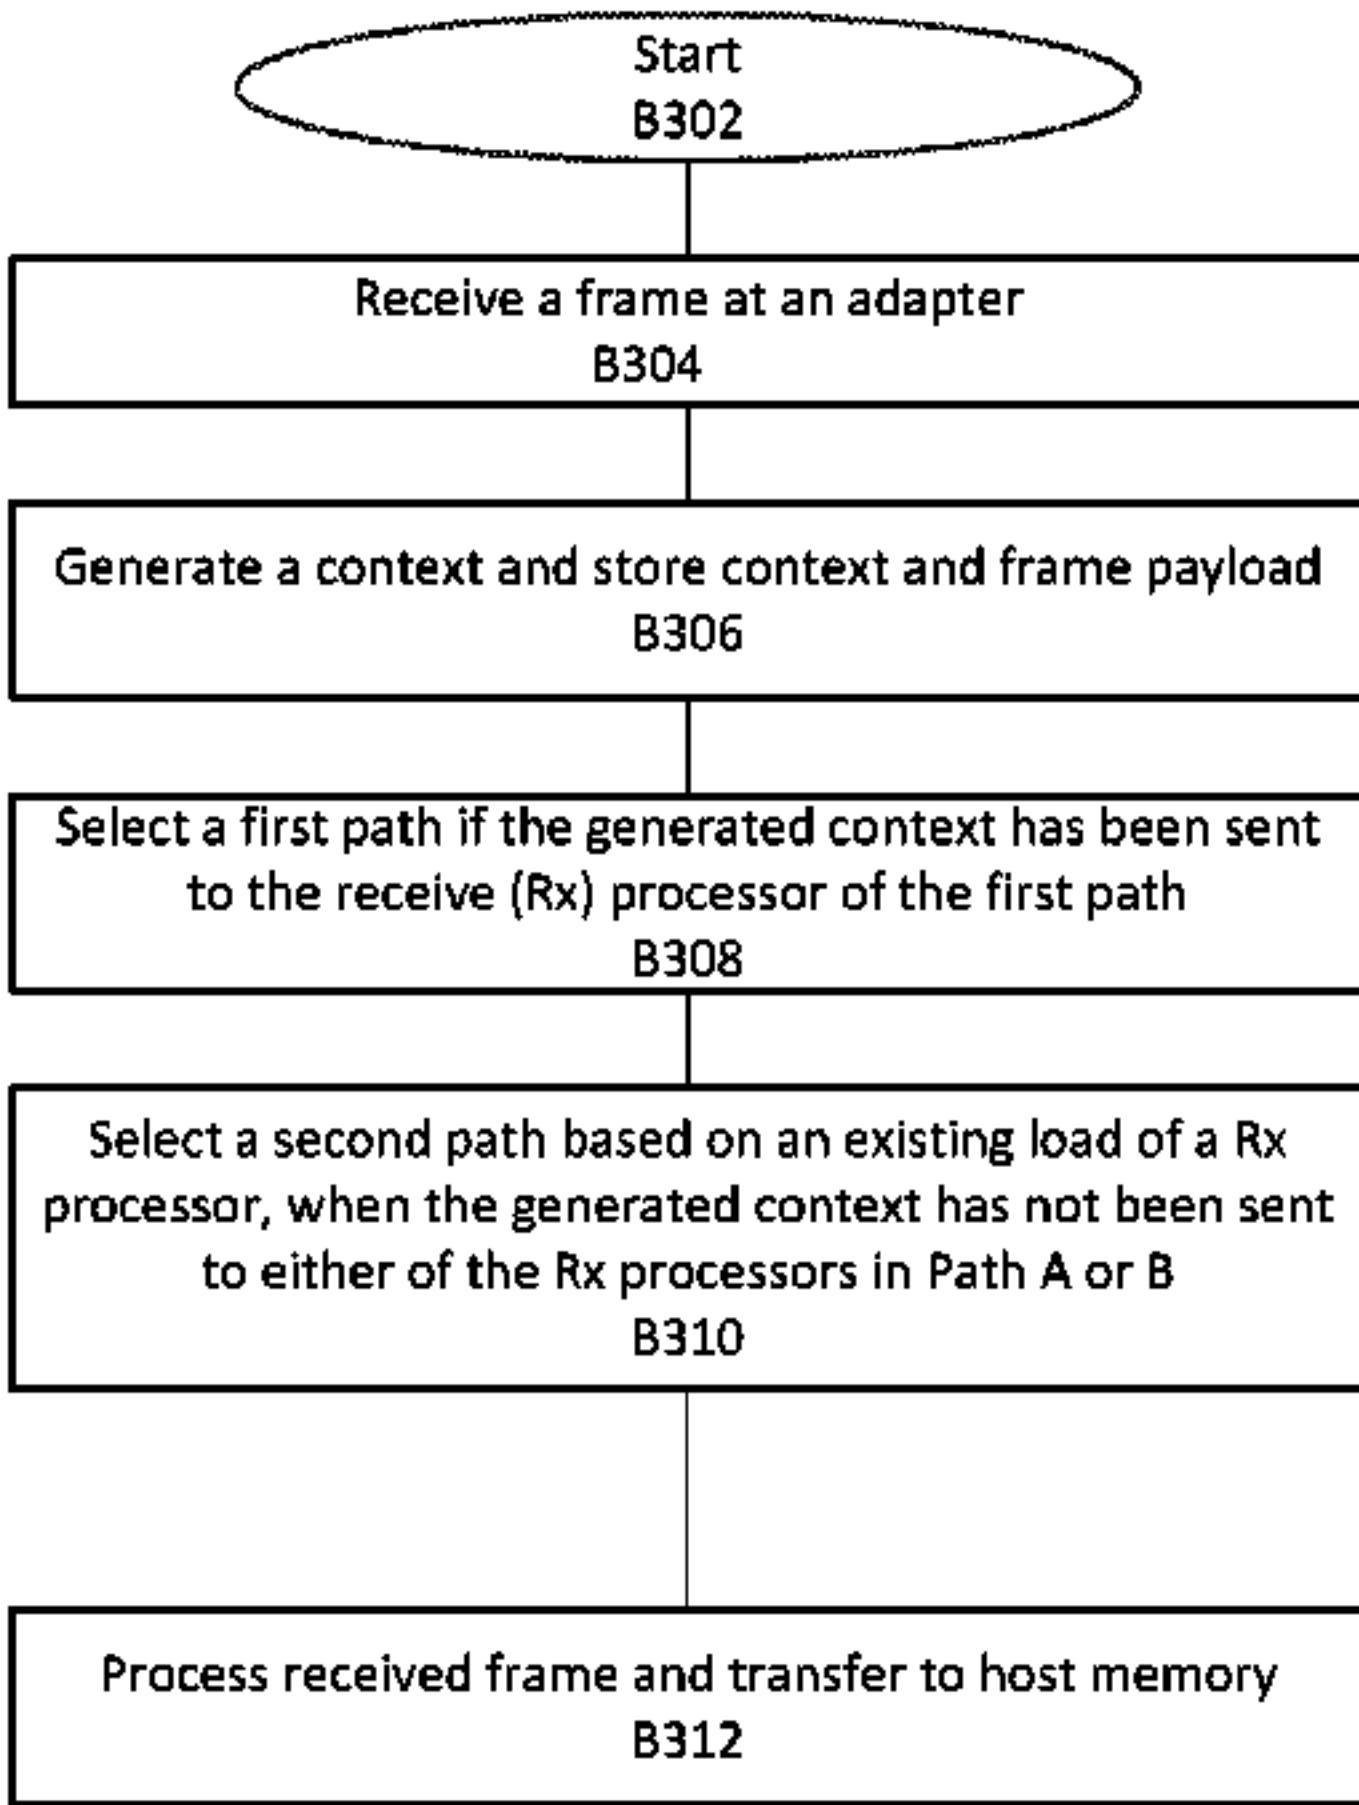 Start
B302
Receive a frame at an adapter
B304
Generate a context and store context and frame payload
B306
Select a first path if the generated context has been sent
to the receive (Rx) processor of the first path
B308
Select a second path based on an existing load of a Rx
processor, when the generated context has not been sent
to either of the Rx processors in Path A or B
B310
Process received frame and transfer to host memory
B312